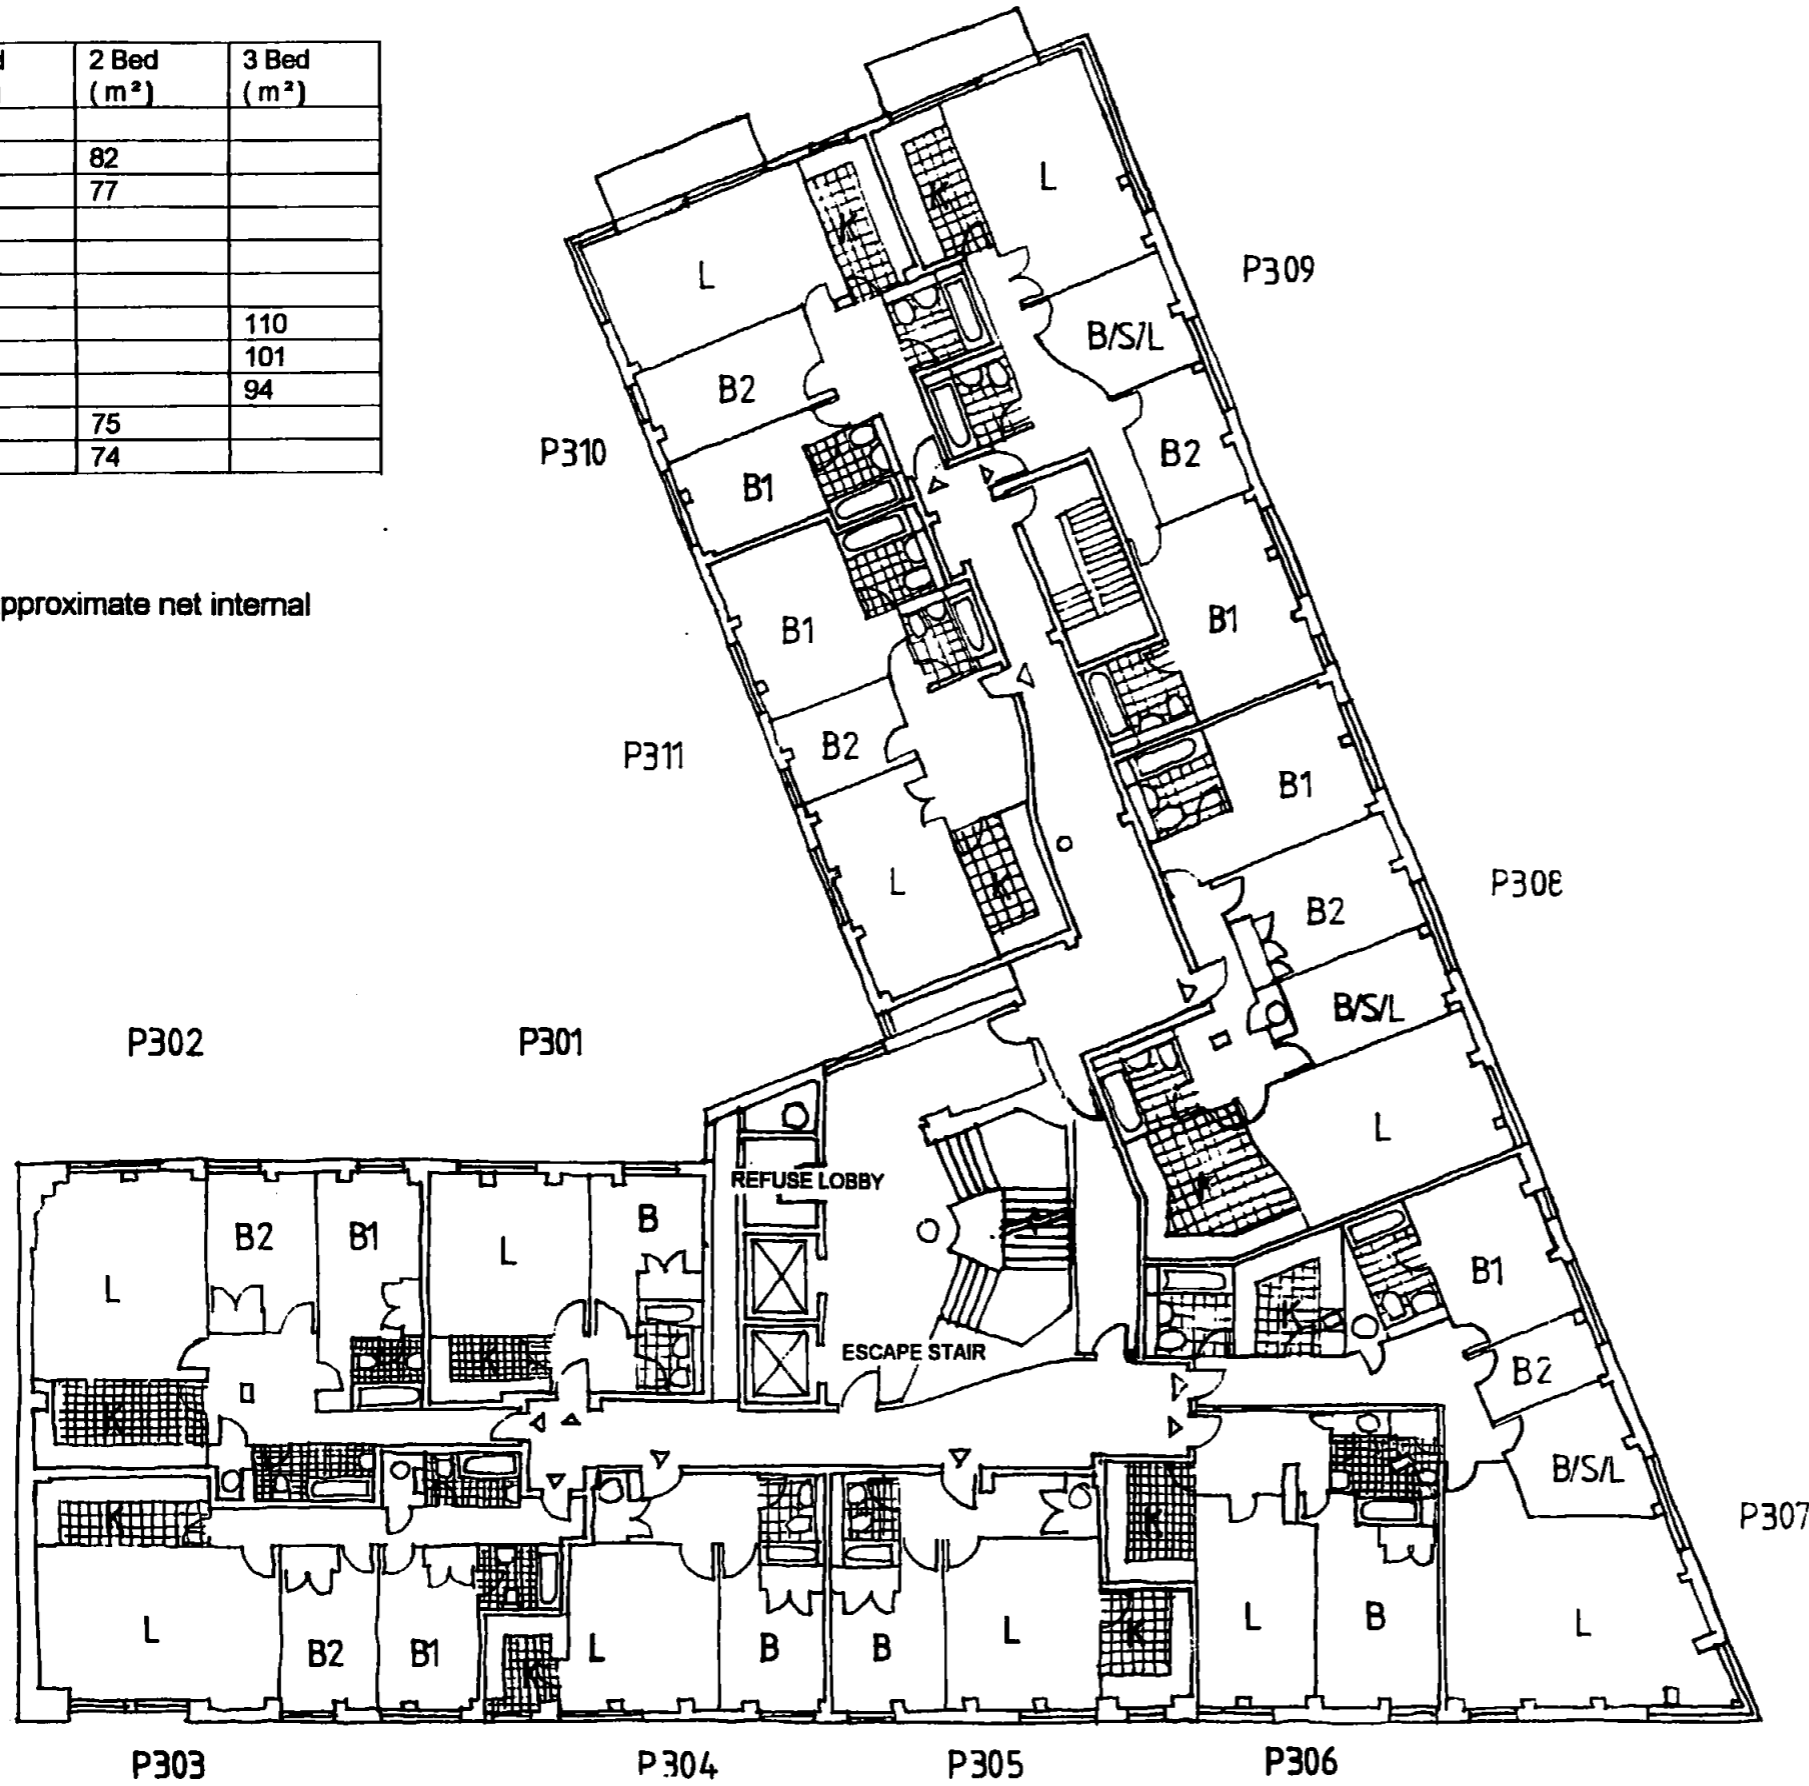 2 Bed 3 Bed
(m²) (m²)
82
77
110
101
94
75
74
pproximate net internal
L
K
K
L
P309
B/S/L
B2
P310
B1
B2
B1
B1
P311
B2
B1
L
K
B2
P308
B/S/L
P302
P301
L
REFUSE LOBBY
B2
B1
L
B
L
B1
K
K
K
ESCAPE STAIR
B2
K
B/S/L
K
K
P307
L
B2
B1
K
L
B
B
L
K
L
B
L
P303
P304
P305
P306